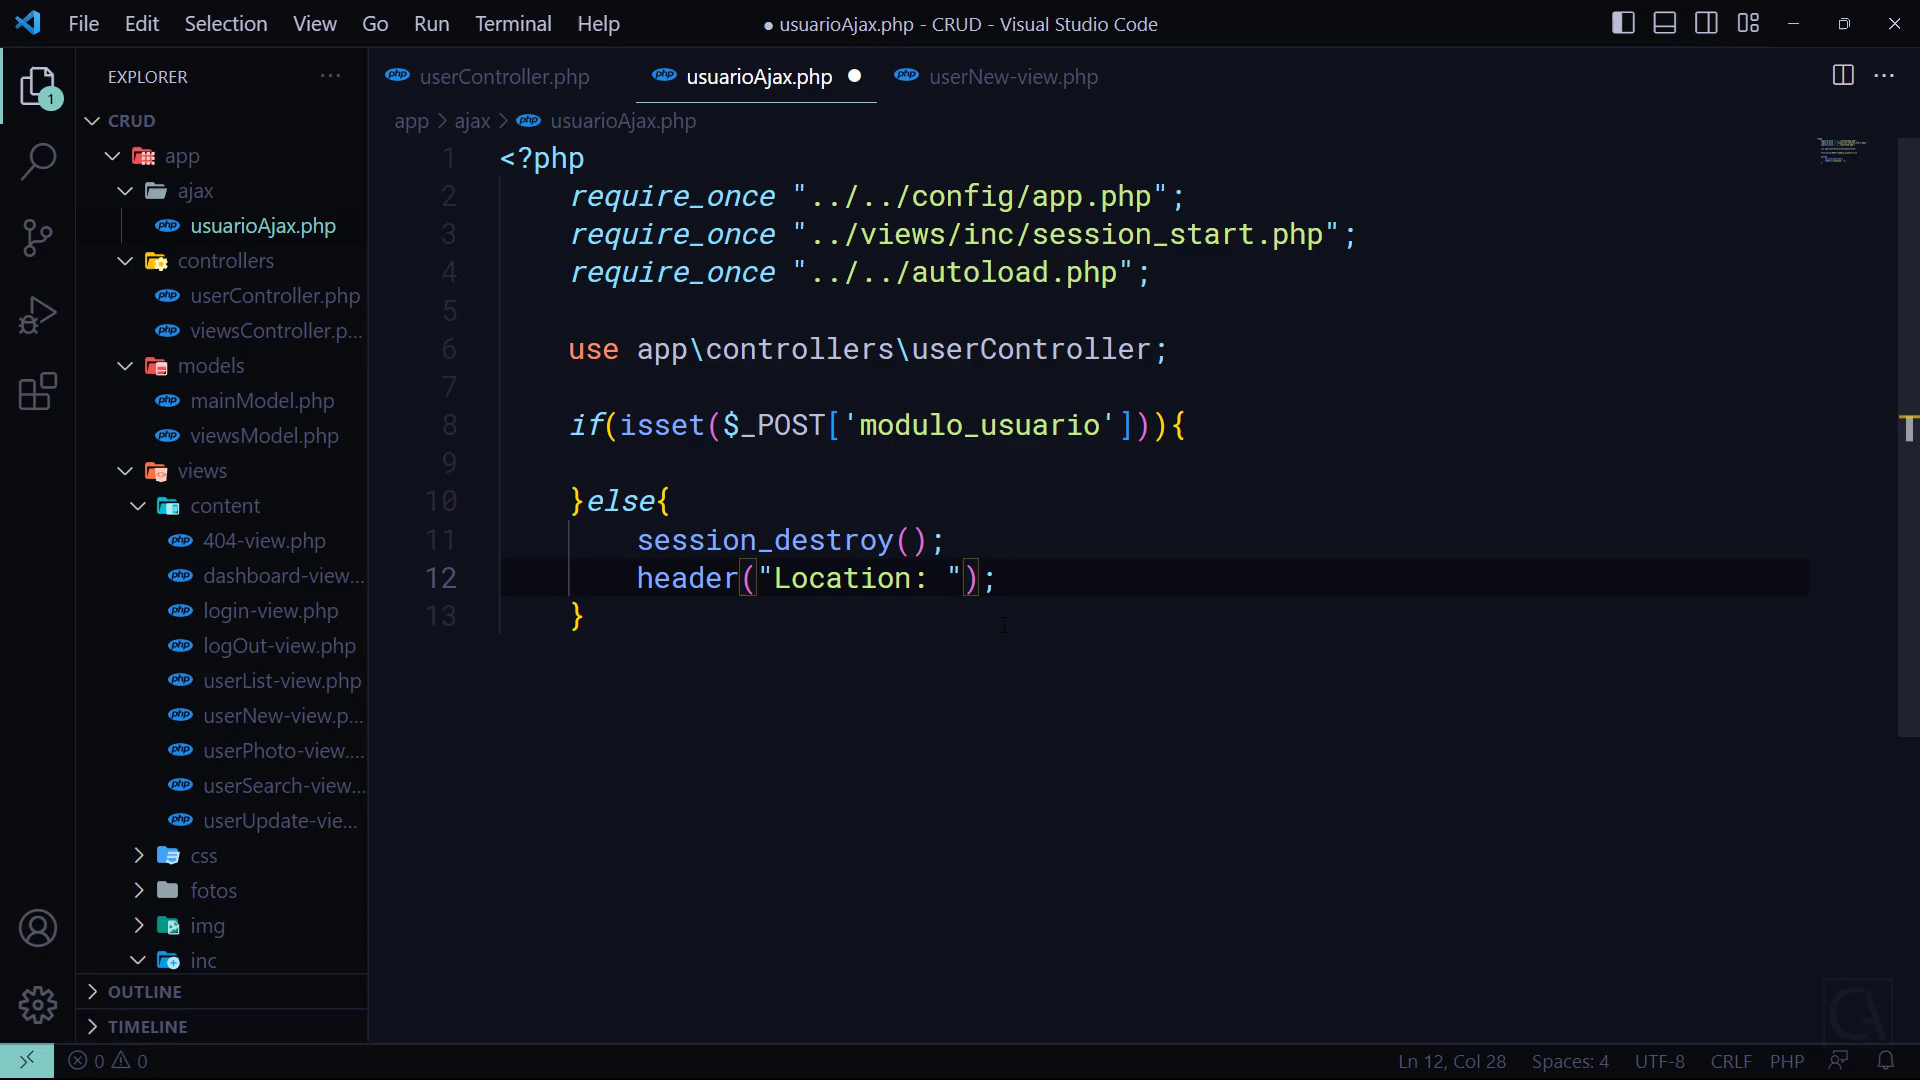 File Edit Selection View Go Run Terminal Help
● usuarioAjax.php - CRUD - Visual Studio Code
EXPLORER
1
CRUD
app
ajax
usuarioAjax.php
controllers
userController.php
viewsController.p...
models
mainModel.php
viewsModel.php
views
content
404-view.php
dashboard-view...
login-view.php
logOut-view.php
userList-view.php
userNew-view.p...
userPhoto-view....
userSearch-view...
userUpdate-vie...
css
fotos
img
inc
OUTLINE
TIMELINE
userController.php usuarioAjax.php userNew-view.php
app > ajax > usuarioAjax.php
1 <?php
2 require_once "../../config/app.php";
3 require_once "../views/inc/session_start.php";
4 require_once "../../autoload.php";
5
6 use app\controllers\userController;
7
8 if(isset($_POST['modulo_usuario'])){
9
10 }else{
11 session_destroy();
12 header("Location: ");
13 }
CA
0 0
Ln 12, Col 28 Spaces: 4 UTF-8 CRLF PHP